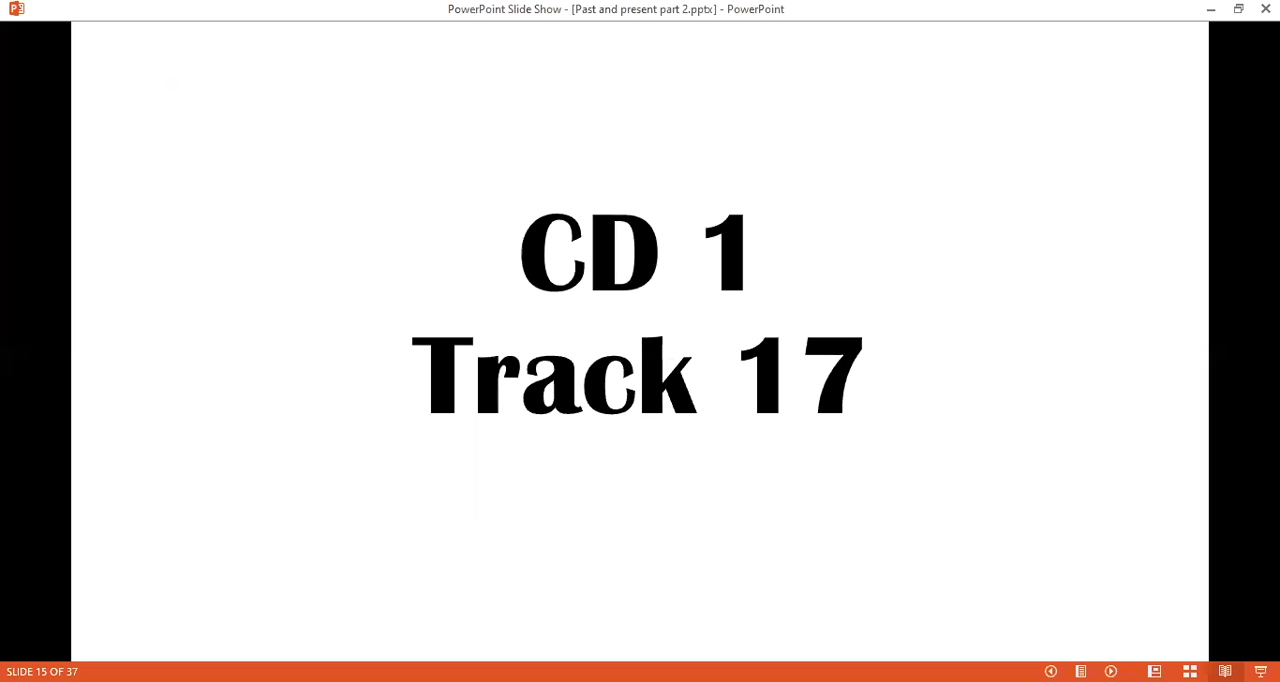 PowerPoint Slide Show - [Past and present part 2.pptx] - PowerPoint
CD 1
Track 17
SLIDE 15 OF 37